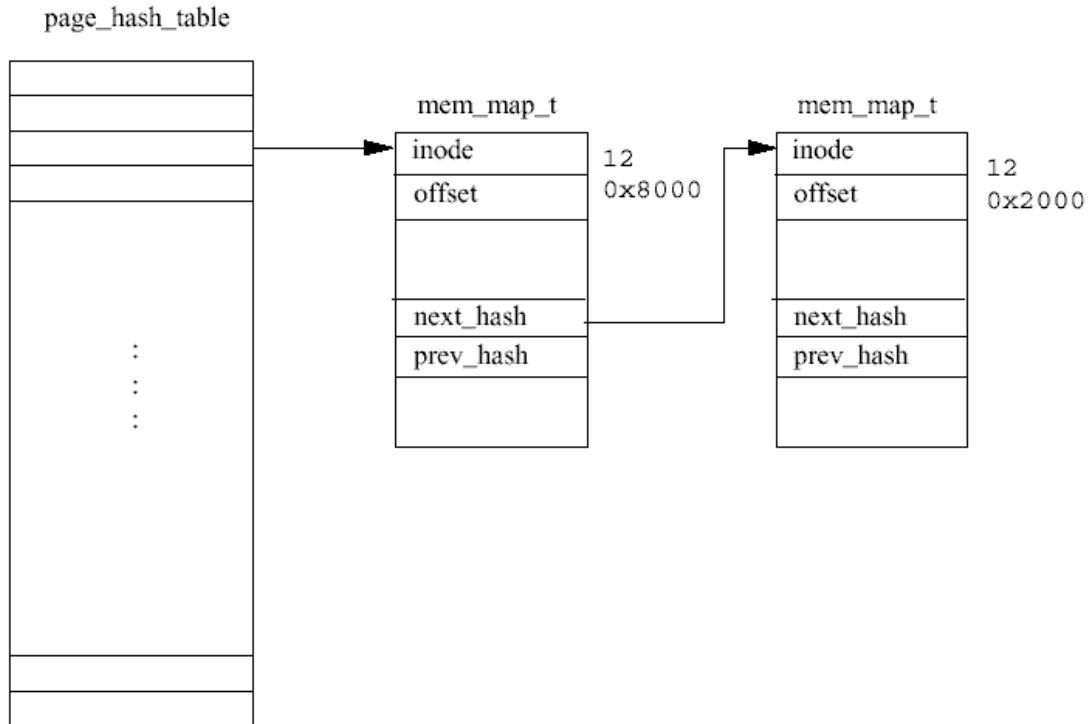 page_hash_table
mem_map_t
inode
12
offset
0x8000
next_hash
prev_hash
mem_map_t
inode
12
offset
0x2000
next_hash
prev_hash
:
:
: